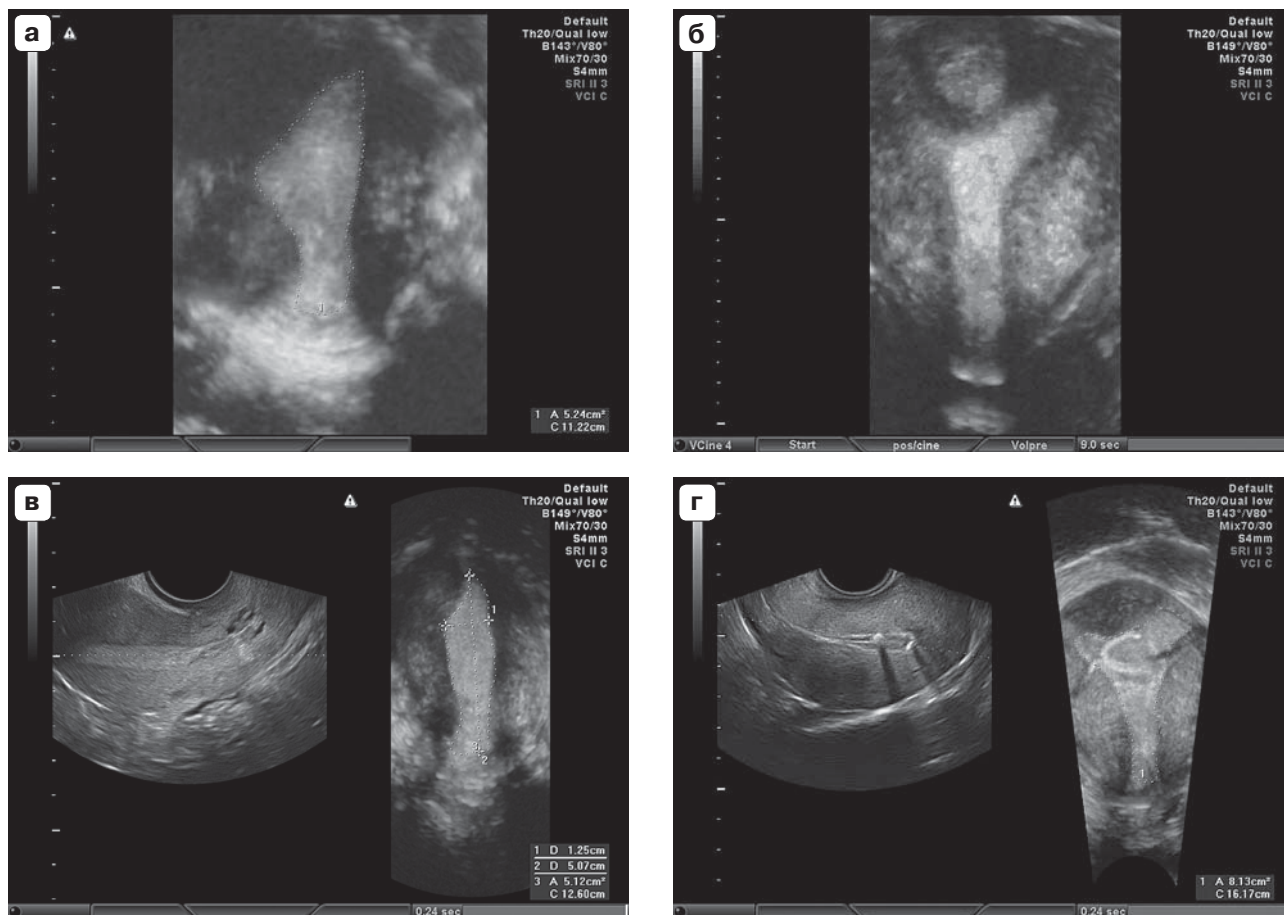 а
Default
Th20/Qual low
B143°/V80°
Mix70/30
S4mm
SRI II 3
VCI C
1
1 A 5.24cm²
C 11.22cm
б
Default
Th20/Qual low
B149°/V80°
Mix70/30
S4mm
SRI II 3
VCI C
VCine 4 Start pos/cine Volpre 9.0 sec
в
Default
Th20/Qual low
B149°/V80°
Mix70/30
S4mm
SRI II 3
VCI C
1
2
1 D 1.25cm
2 D 5.07cm
3 A 5.12cm²
C 12.60cm
0.24 sec
г
Default
Th20/Qual low
B143°/V80°
Mix70/30
S4mm
SRI II 3
VCI C
1
1 A 8.13cm²
C 16.17cm
0.24 sec